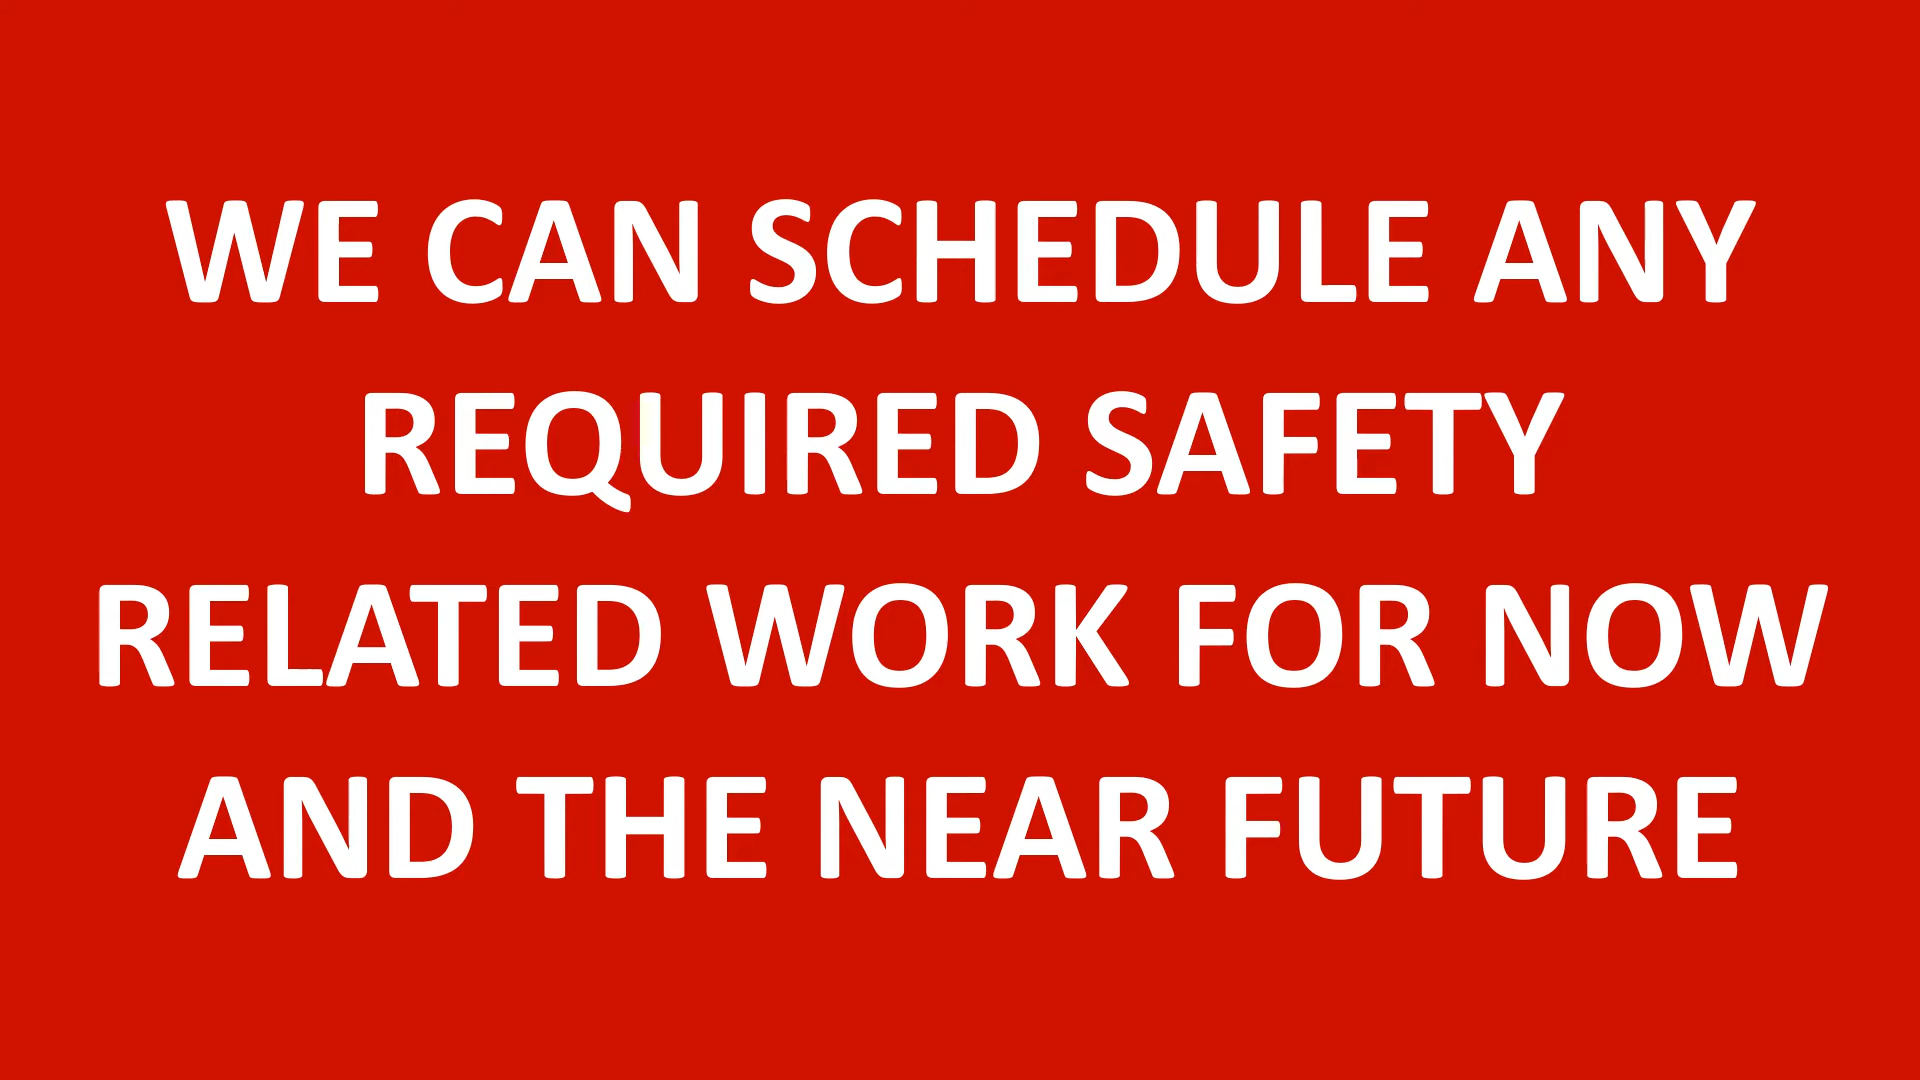 WE CAN SCHEDULE ANY
REQUIRED SAFETY
RELATED WORK FOR NOW
AND THE NEAR FUTURE